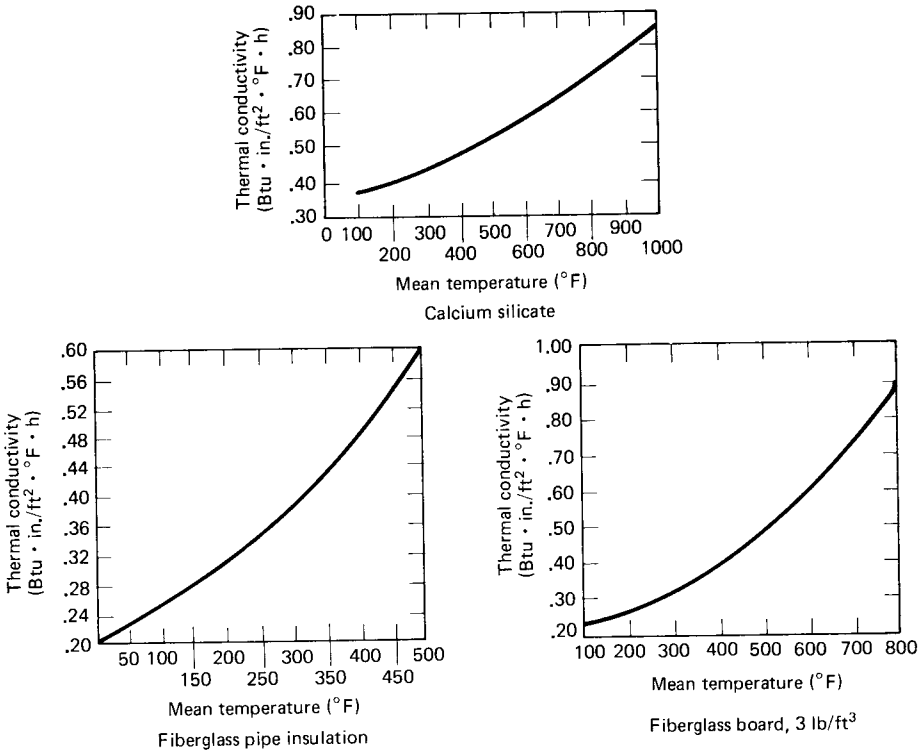 Thermal conductivity
(Btu · in./ft² · °F · h)
.90
.80
.70
.60
.50
.40
.30
0 100 300 500 700 900
200 400 600 800 1000
Mean temperature (°F)
Calcium silicate
Thermal conductivity
(Btu · in./ft² · °F · h)
.60
.56
.52
.48
.44
.40
.36
.32
.28
.24
.20
50 100 200 300 400 500
150 250 350 450
Mean temperature (°F)
Fiberglass pipe insulation
Thermal conductivity
(Btu · in./ft² · °F · h)
1.00
.90
.80
.70
.60
.50
.40
.30
.20
100 200 300 400 500 600 700 800
Mean temperature (°F)
Fiberglass board, 3 lb/ft³